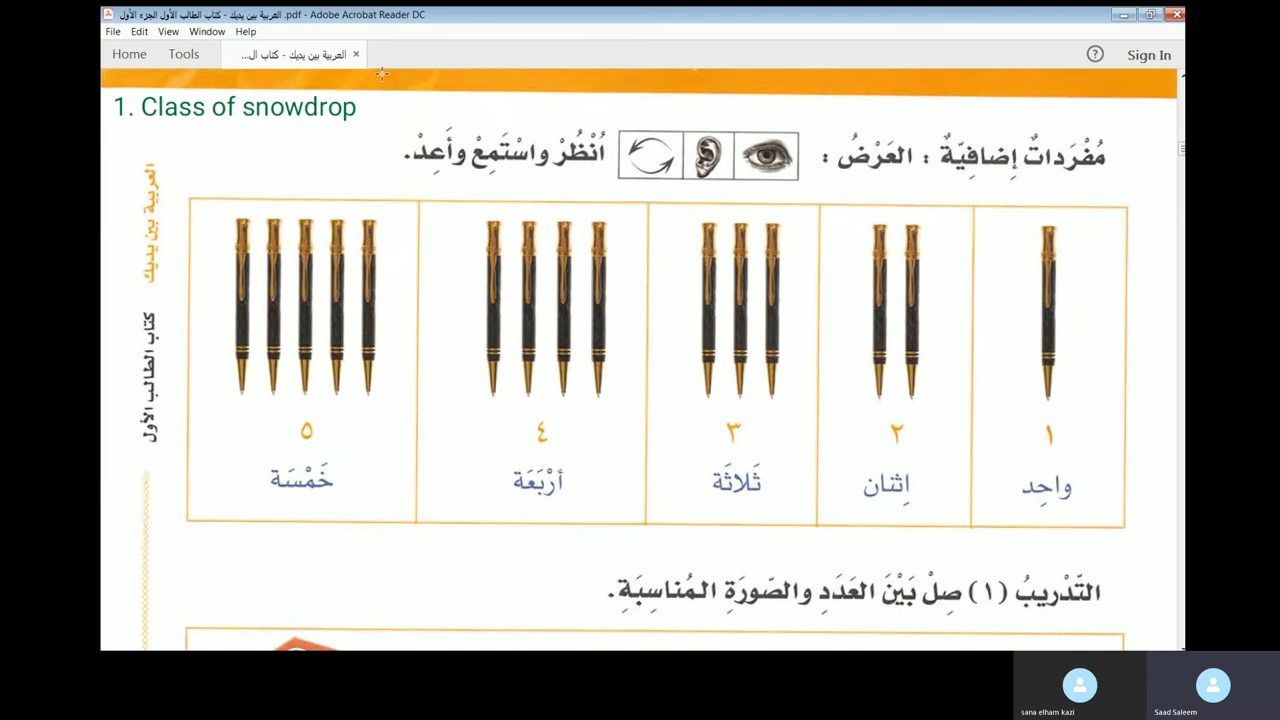 العربية بين يديك - كتاب الطالب الأول الجزء الأول .pdf - Adobe Acrobat Reader DC
File Edit View Window Help
Home Tools العربية بين يديك - كتاب ال... × ? Sign In
1. Class of snowdrop
مُفْرَداتٌ إضافِيّةٌ : العَرْضُ : اُنْظُرْ واسْتَمِعْ وأَعِدْ.
العربية بين يديك
كتاب الطالب الأول
١ ٢ ٣ ٤ ٥
واحِد اِثنان ثَلاثَة أرْبَعَة خَمْسَة
التّدْريبُ (١) صِلْ بَيْنَ العَدَدِ والصّورَةِ المُناسِبَةِ.
sana elham kazi
Saad Saleem